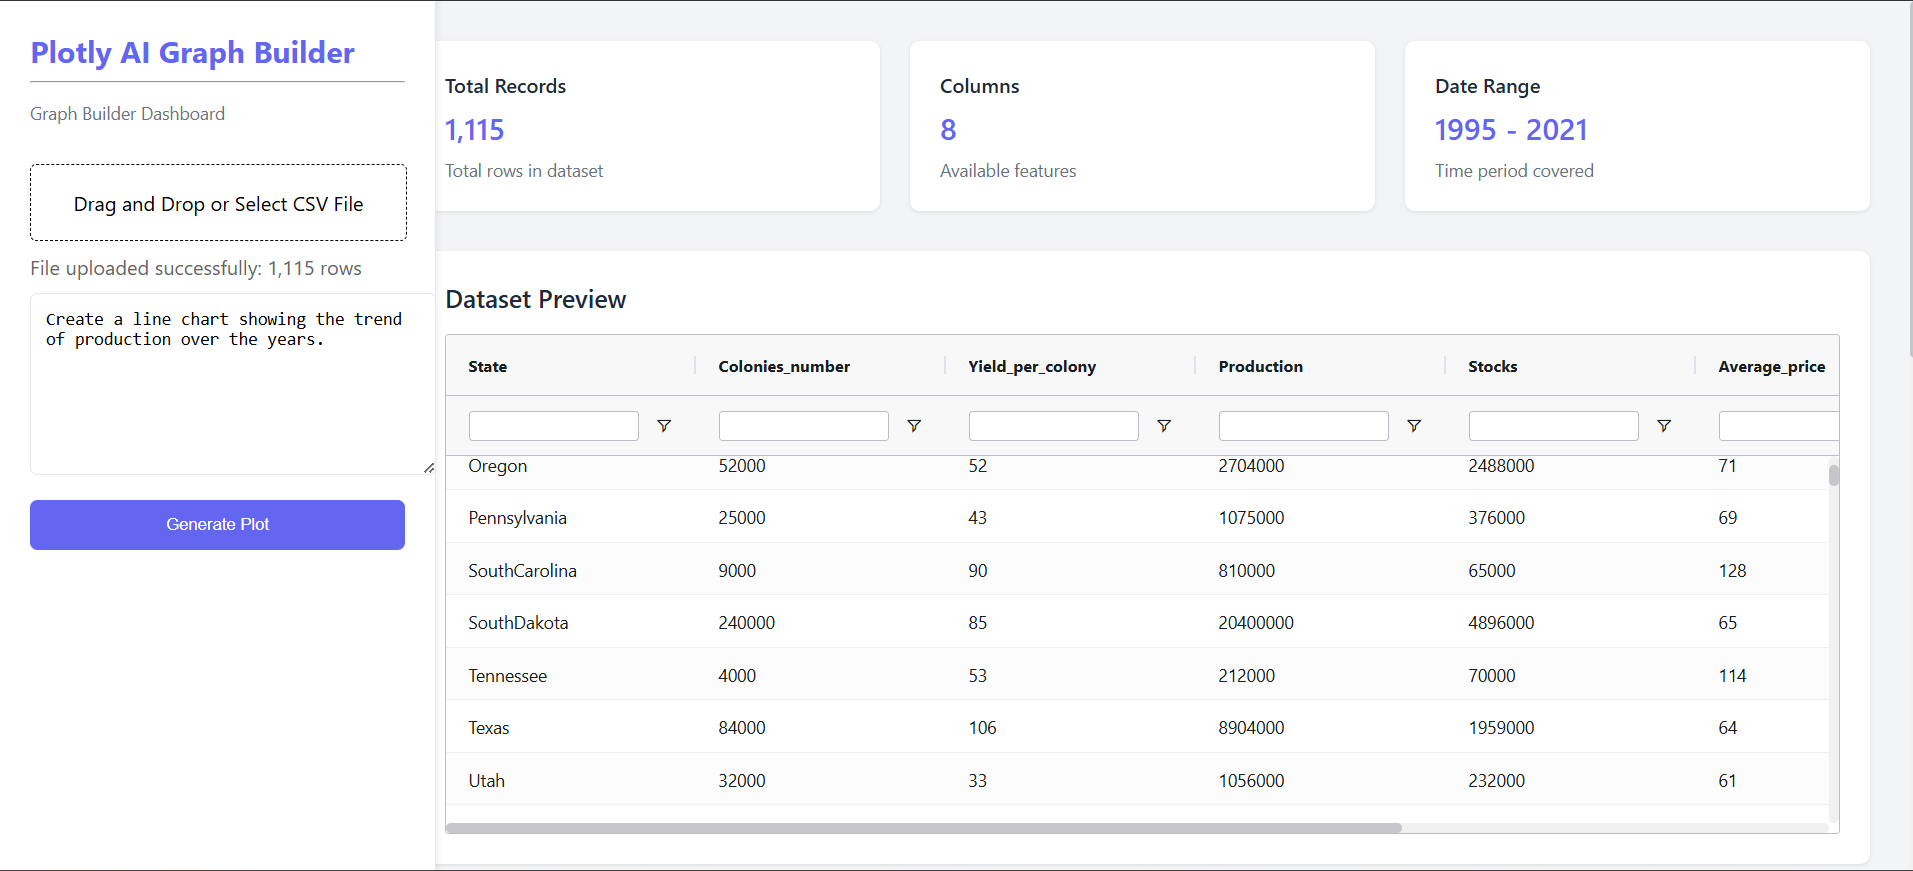 Plotly AI Graph Builder
Graph Builder Dashboard
Drag and Drop or Select CSV File
File uploaded successfully: 1,115 rows
Create a line chart showing the trend
of production over the years.
Generate Plot
Total Records
1,115
Total rows in dataset
Columns
8
Available features
Date Range
1995 - 2021
Time period covered
Dataset Preview
State Colonies_number Yield_per_colony Production Stocks Average_price
Oregon 52000 52 2704000 2488000 71
Pennsylvania 25000 43 1075000 376000 69
SouthCarolina 9000 90 810000 65000 128
SouthDakota 240000 85 20400000 4896000 65
Tennessee 4000 53 212000 70000 114
Texas 84000 106 8904000 1959000 64
Utah 32000 33 1056000 232000 61